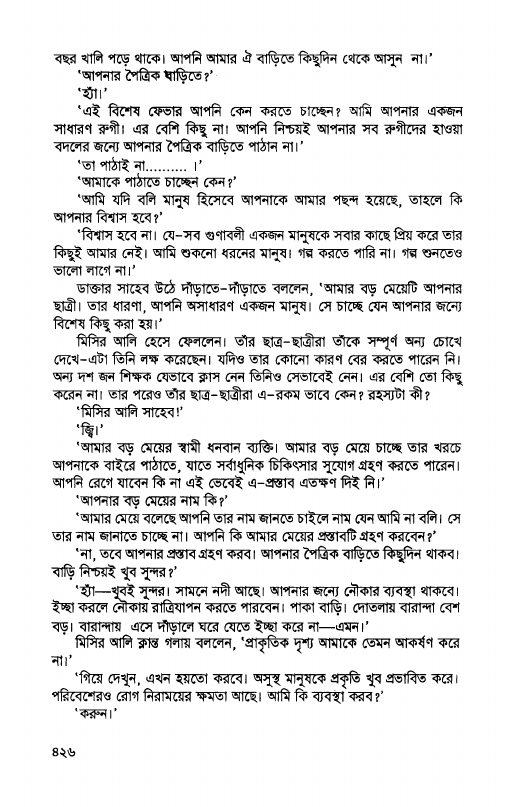 বছর খালি পড়ে থাকে। আপনি আমার ঐ বাড়িতে কিছুদিন থেকে আসুন না।’
‘আপনার পৈত্রিক বাড়িতে?’
‘হ্যাঁ।’
‘এই বিশেষ ফেভার আপনি কেন করতে চাচ্ছেন? আমি আপনার একজন
সাধারণ রুগী। এর বেশি কিছু না। আপনি নিশ্চয়ই আপনার সব রুগীদের হাওয়া
বদলের জন্যে আপনার পৈত্রিক বাড়িতে পাঠান না।’
‘তা পাঠাই না.......... ।’
‘আমাকে পাঠাতে চাচ্ছেন কেন?’
‘আমি যদি বলি মানুষ হিসেবে আপনাকে আমার পছন্দ হয়েছে, তাহলে কি
আপনার বিশ্বাস হবে?’
‘বিশ্বাস হবে না। যে–সব গুণাবলী একজন মানুষকে সবার কাছে প্রিয় করে তার
কিছুই আমার নেই। আমি শুকনো ধরনের মানুষ। গল্প করতে পারি না। গল্প শুনতেও
ভালো লাগে না।’
ডাক্তার সাহেব উঠে দাঁড়াতে–দাঁড়াতে বললেন, ‘আমার বড় মেয়েটি আপনার
ছাত্রী। তার ধারণা, আপনি অসাধারণ একজন মানুষ। সে চাচ্ছে যেন আপনার জন্যে
বিশেষ কিছু করা হয়।’
মিসির আলি হেসে ফেললেন। তাঁর ছাত্র–ছাত্রীরা তাঁকে সম্পূর্ণ অন্য চোখে
দেখে–এটা তিনি লক্ষ করেছেন। যদিও তার কোনো কারণ বের করতে পারেন নি।
অন্য দশ জন শিক্ষক যেভাবে ক্লাস নেন তিনিও সেভাবেই নেন। এর বেশি তো কিছু
করেন না। তার পরেও তাঁর ছাত্র–ছাত্রীরা এ–রকম ভাবে কেন? রহস্যটা কী?
‘মিসির আলি সাহেব!’
‘জ্বি।’
‘আমার বড় মেয়ের স্বামী ধনবান ব্যক্তি। আমার বড় মেয়ে চাচ্ছে তার খরচে
আপনাকে বাইরে পাঠাতে, যাতে সর্বাধুনিক চিকিৎসার সুযোগ গ্রহণ করতে পারেন।
আপনি রেগে যাবেন কি না এই ভেবেই এ–প্রস্তাব এতক্ষণ দিই নি।’
‘আপনার বড় মেয়ের নাম কি?’
‘আমার মেয়ে বলেছে আপনি তার নাম জানতে চাইলে নাম যেন আমি না বলি। সে
তার নাম জানাতে চাচ্ছে না। আপনি কি আমার মেয়ের প্রস্তাবটি গ্রহণ করবেন?’
‘না, তবে আপনার প্রস্তাব গ্রহণ করব। আপনার পৈত্রিক বাড়িতে কিছুদিন থাকব।
বাড়ি নিশ্চয়ই খুব সুন্দর?’
‘হ্যাঁ—খুবই সুন্দর। সামনে নদী আছে। আপনার জন্যে নৌকার ব্যবস্থা থাকবে।
ইচ্ছা করলে নৌকায় রাত্রিযাপন করতে পারবেন। পাকা বাড়ি। দোতলায় বারান্দা বেশ
বড়। বারান্দায় এসে দাঁড়ালে ঘরে যেতে ইচ্ছা করে না—এমন।’
মিসির আলি ক্লান্ত গলায় বললেন, ‘প্রাকৃতিক দৃশ্য আমাকে তেমন আকর্ষণ করে
না।’
‘গিয়ে দেখুন, এখন হয়তো করবে। অসুস্থ মানুষকে প্রকৃতি খুব প্রভাবিত করে।
পরিবেশেরও রোগ নিরাময়ের ক্ষমতা আছে। আমি কি ব্যবস্থা করব?’
‘করুন।’
৪২৬